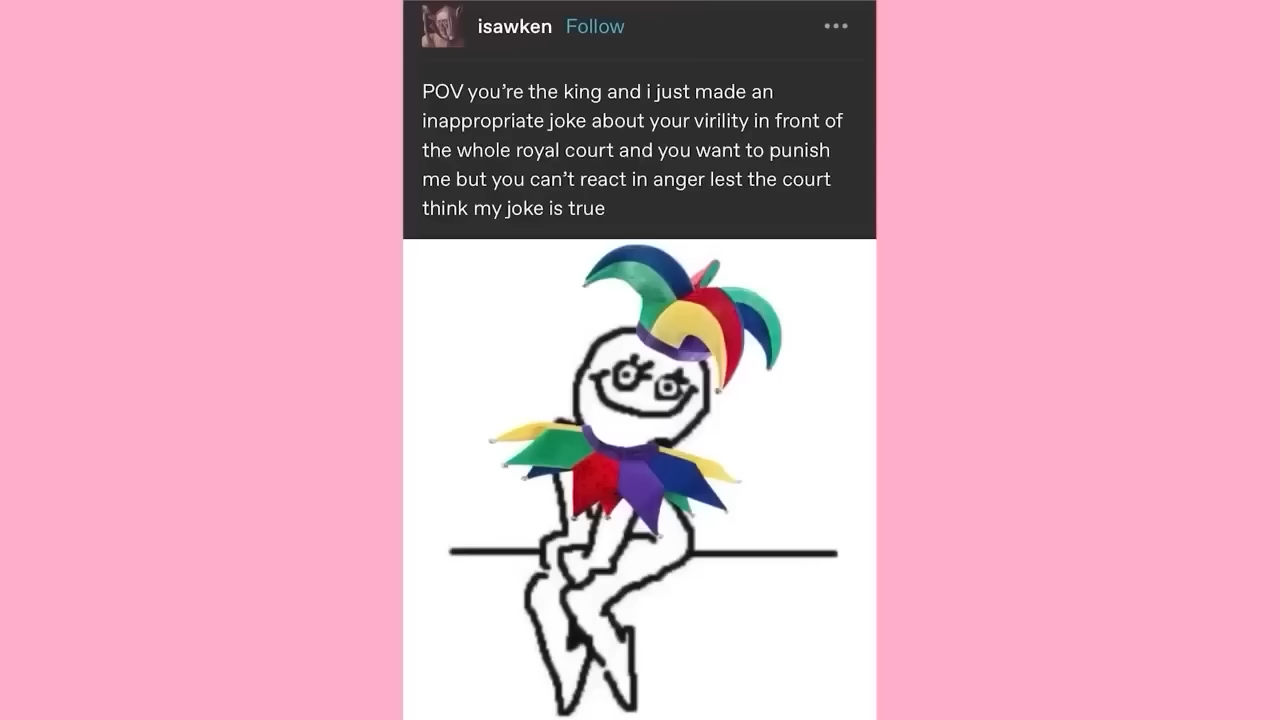 isawken Follow
POV you’re the king and i just made an
inappropriate joke about your virility in front of
the whole royal court and you want to punish
me but you can’t react in anger lest the court
think my joke is true